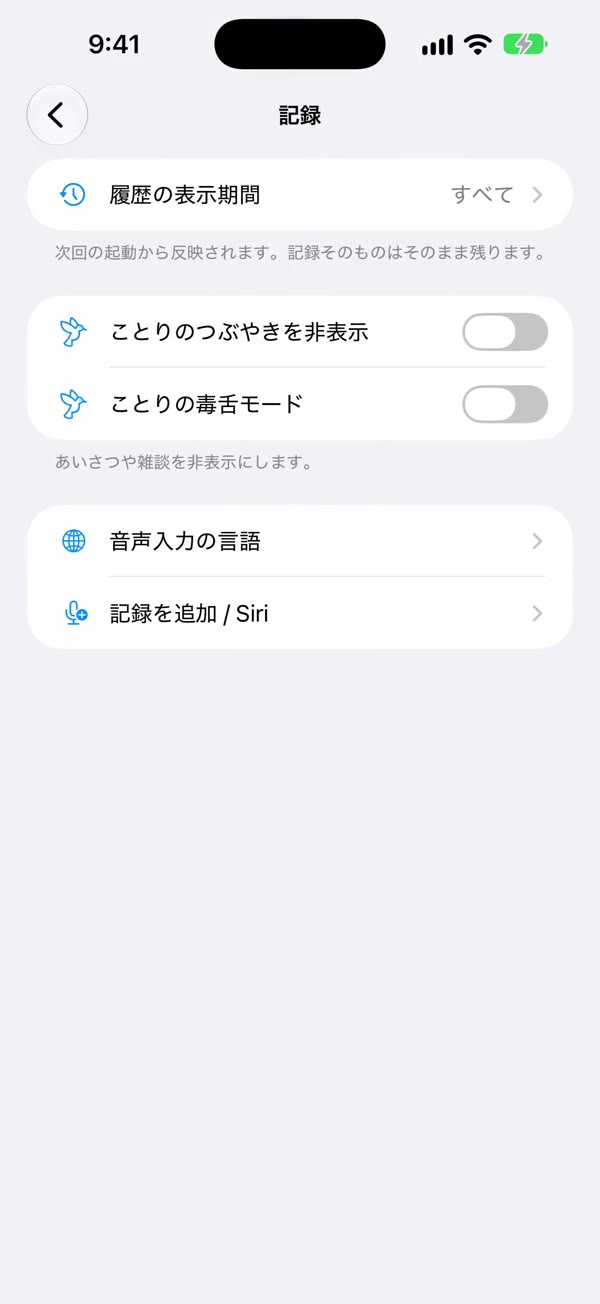 9:41
記録
履歴の表示期間 すべて
次回の起動から反映されます。記録そのものはそのまま残ります。
ことりのつぶやきを非表示
ことりの毒舌モード
あいさつや雑談を非表示にします。
音声入力の言語
記録を追加 / Siri